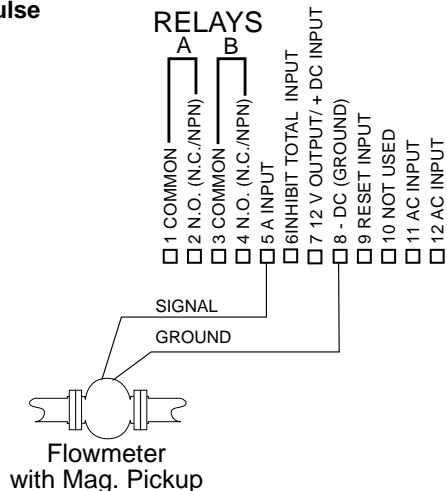 ulse
RELAYS
A
B
1 COMMON
2 N.O. (N.C./NPN)
3 COMMON
4 N.O. (N.C./NPN)
5 A INPUT
6INHIBIT TOTAL INPUT
7 12 V OUTPUT/ + DC INPUT
8 - DC (GROUND)
9 RESET INPUT
10 NOT USED
11 AC INPUT
12 AC INPUT
SIGNAL
GROUND
Flowmeter
with Mag. Pickup